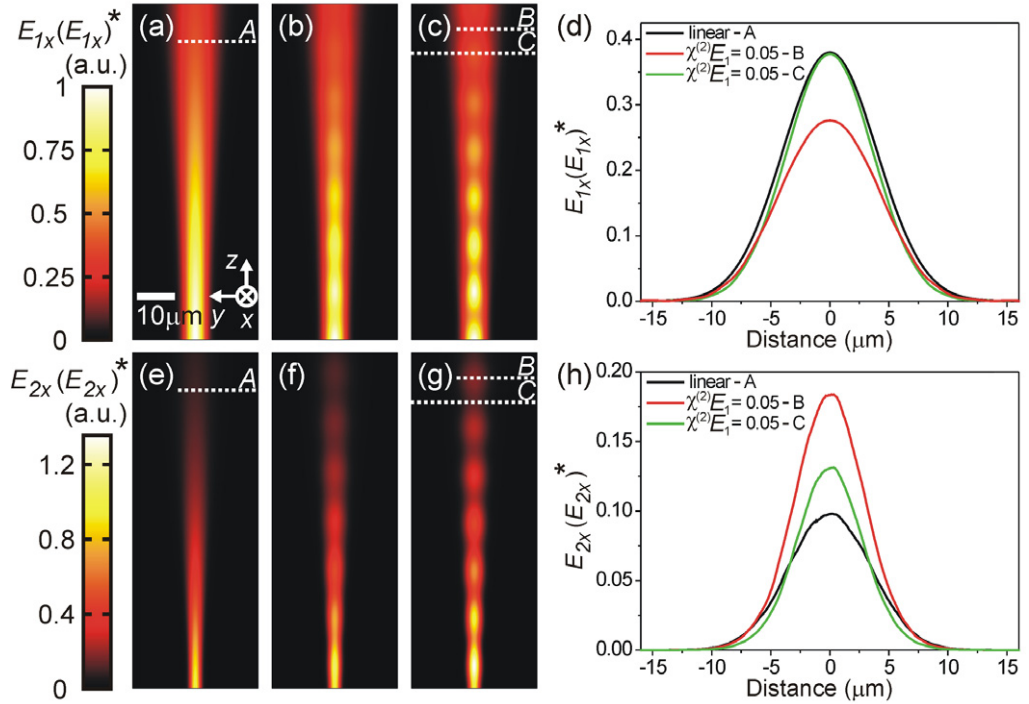 E1x(E1x)*
(a.u.)
1
0.75
0.5
0.25
0
(a)
A
10μm
z
y
x
(b)
(c)
B
C
(d)
linear - A
χ(2)E1 = 0.05 - B
χ(2)E1 = 0.05 - C
E1x(E1x)*
0.4
0.3
0.2
0.1
0.0
-15
-10
-5
0
5
10
15
Distance (μm)
E2x(E2x)*
(a.u.)
1.2
0.8
0.4
0
(e)
A
(f)
(g)
B
C
(h)
linear - A
χ(2)E1 = 0.05 - B
χ(2)E1 = 0.05 - C
E2x (E2x)*
0.20
0.15
0.10
0.05
0.00
-15
-10
-5
0
5
10
15
Distance (μm)